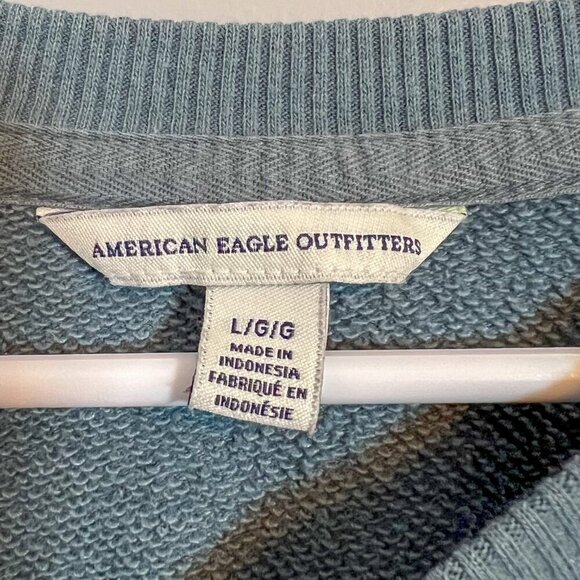 AMERICAN EAGLE OUTFITTERS
L/G/G
MADE IN
INDONESIA
FABRIQUÉ EN
INDONÉSIE